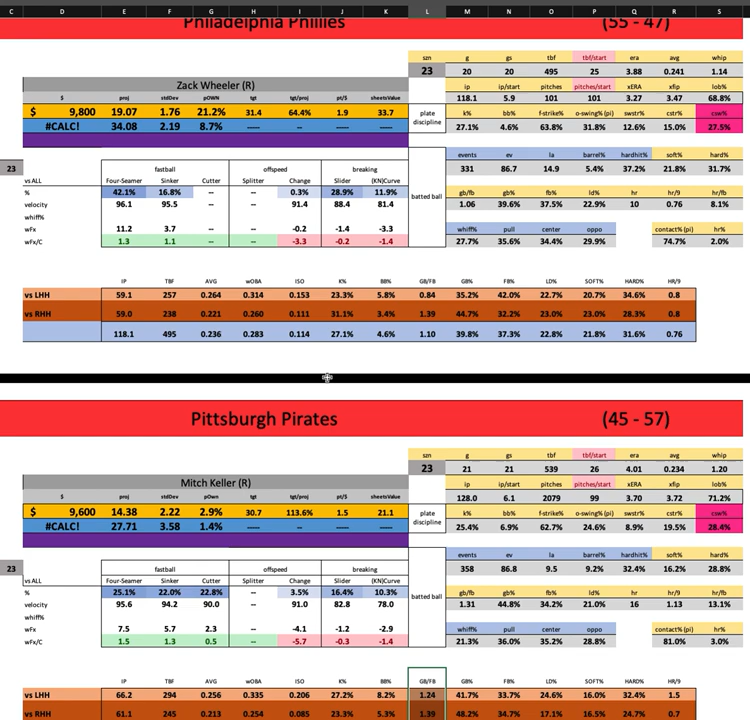 C D E F G H I J K L M N O P Q R S
Philadelphia Phillies (55 - 47)
szn g gs tbf tbf/start era avg whip
23 20 20 495 25 3.88 0.241 1.14
Zack Wheeler (R) ip ip/start pitches pitches/start xERA xfip lob%
118.1 5.9 101 101 3.27 3.47 68.8%
$ proj stdDev pOWN tgt tgt/proj pt/$ sheetsValue
$ 9,800 19.07 1.76 21.2% 31.4 64.4% 1.9 33.7
plate discipline k% bb% f-strike% o-swing% (pi) swstr% cstr% csw%
#CALC! 34.08 2.19 8.7% — — — —
27.1% 4.6% 63.8% 31.8% 12.6% 15.0% 27.5%
events ev la barrel% hardhit% soft% hard%
331 86.7 14.9 5.4% 37.2% 21.8% 31.7%
23 fastball offspeed breaking
vs ALL Four-Seamer Sinker Cutter Splitter Change Slider (KN)Curve
% 42.1% 16.8% -- -- 0.3% 28.9% 11.9%
batted ball gb/fb gb% fb% ld% hr hr/9 hr/fb
velocity 96.1 95.5 -- -- 91.4 88.4 81.4
1.06 39.6% 37.5% 22.9% 10 0.76 8.1%
whiff%
wFx 11.2 3.7 -- -- -0.2 -1.4 -3.3
whiff% pull center oppo contact% (pi) hr%
wFx/C 1.3 1.1 -- -- -3.3 -0.2 -1.4
27.7% 35.6% 34.4% 29.9% 74.7% 2.0%
IP TBF AVG wOBA ISO K% BB% GB/FB GB% FB% LD% SOFT% HARD% HR/9
vs LHH 59.1 257 0.264 0.314 0.153 23.3% 5.8% 0.84 35.2% 42.0% 22.7% 20.7% 34.6% 0.8
vs RHH 59.0 238 0.221 0.260 0.111 31.1% 3.4% 1.39 44.7% 32.2% 23.0% 23.0% 28.3% 0.8
118.1 495 0.236 0.283 0.114 27.1% 4.6% 1.10 39.8% 37.3% 22.8% 21.8% 31.6% 0.76
Pittsburgh Pirates (45 - 57)
szn g gs tbf tbf/start era avg whip
23 21 21 539 26 4.01 0.234 1.20
Mitch Keller (R) ip ip/start pitches pitches/start xERA xfip lob%
128.0 6.1 2079 99 3.70 3.72 71.2%
$ proj stdDev pOwn tgt tgt/proj pt/$ sheetsValue
$ 9,600 14.38 2.22 2.9% 30.7 113.6% 1.5 21.1
plate discipline k% bb% f-strike% o-swing% (pi) swstr% cstr% csw%
#CALC! 27.71 3.58 1.4% — — — —
25.4% 6.9% 62.7% 24.6% 8.9% 19.5% 28.4%
events ev la barrel% hardhit% soft% hard%
358 86.8 9.5 9.2% 32.4% 16.2% 28.8%
23 fastball offspeed breaking
vs ALL Four-Seamer Sinker Cutter Splitter Change Slider (KN)Curve
% 25.1% 22.0% 22.8% -- 3.5% 16.4% 10.3%
batted ball gb/fb gb% fb% ld% hr hr/9 hr/fb
velocity 95.6 94.2 90.0 -- 91.0 82.8 78.0
1.31 44.8% 34.2% 21.0% 16 1.13 13.1%
whiff%
wFx 7.5 5.7 2.3 -- -4.1 -1.2 -2.9
whiff% pull center oppo contact% (pi) hr%
wFx/C 1.5 1.3 0.5 -- -5.7 -0.3 -1.4
21.3% 36.0% 35.2% 28.8% 81.0% 3.0%
IP TBF AVG wOBA ISO K% BB% GB/FB GB% FB% LD% SOFT% HARD% HR/9
vs LHH 66.2 294 0.256 0.335 0.206 27.2% 8.2% 1.24 41.7% 33.7% 24.6% 16.0% 32.4% 1.5
vs RHH 61.1 245 0.213 0.254 0.085 23.3% 5.3% 1.39 48.2% 34.7% 17.1% 16.5% 24.7% 0.7